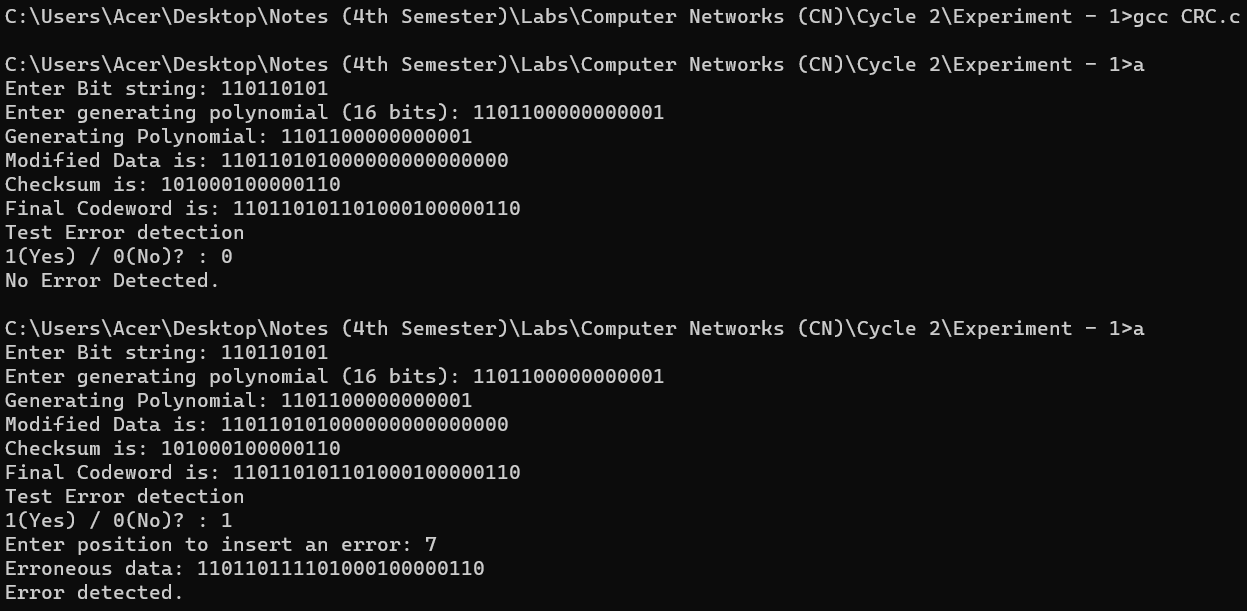 C:\Users\Acer\Desktop\Notes (4th Semester)\Labs\Computer Networks (CN)\Cycle 2\Experiment - 1>gcc CRC.c
C:\Users\Acer\Desktop\Notes (4th Semester)\Labs\Computer Networks (CN)\Cycle 2\Experiment - 1>a
Enter Bit string: 110110101
Enter generating polynomial (16 bits): 1101100000000001
Generating Polynomial: 1101100000000001
Modified Data is: 110110101000000000000000
Checksum is: 101000100000110
Final Codeword is: 110110101101000100000110
Test Error detection
1(Yes) / 0(No)? : 0
No Error Detected.
C:\Users\Acer\Desktop\Notes (4th Semester)\Labs\Computer Networks (CN)\Cycle 2\Experiment - 1>a
Enter Bit string: 110110101
Enter generating polynomial (16 bits): 1101100000000001
Generating Polynomial: 1101100000000001
Modified Data is: 110110101000000000000000
Checksum is: 101000100000110
Final Codeword is: 110110101101000100000110
Test Error detection
1(Yes) / 0(No)? : 1
Enter position to insert an error: 7
Erroneous data: 110110111101000100000110
Error detected.